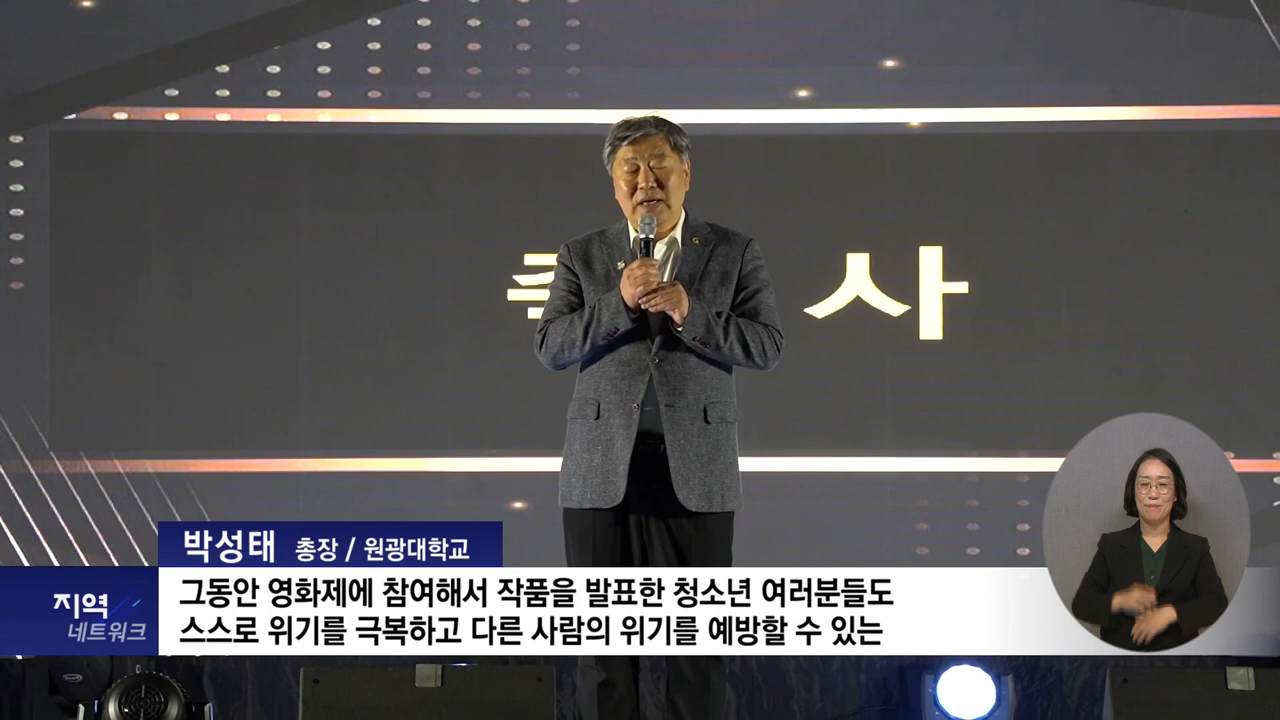 사
박성태 총장 / 원광대학교
지역
네트워크
그동안 영화제에 참여해서 작품을 발표한 청소년 여러분들도
스스로 위기를 극복하고 다른 사람의 위기를 예방할 수 있는